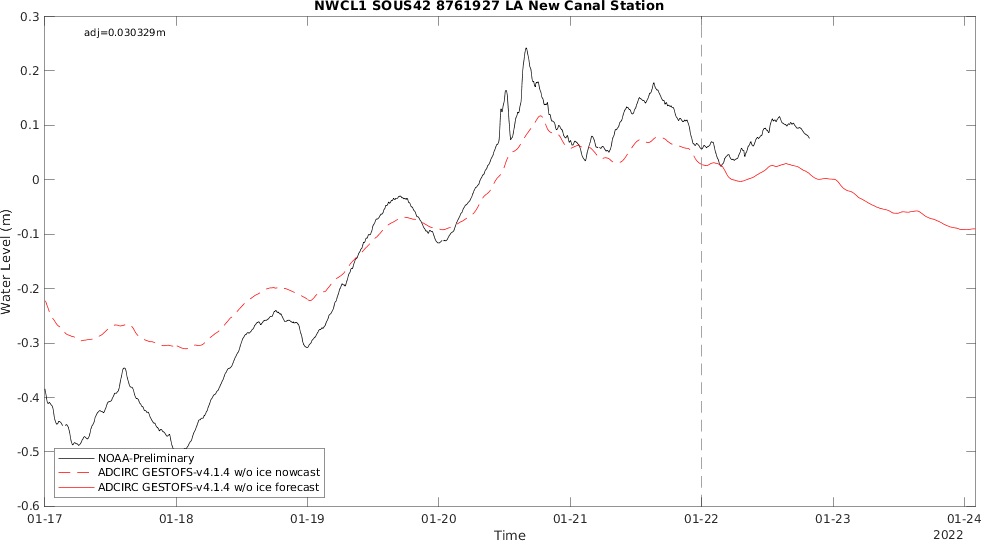 NWCL1 SOUS42 8761927 LA New Canal Station
adj=0.030329m
0.3
0.2
0.1
0
-0.1
-0.2
-0.3
-0.4
-0.5
-0.6
Water Level (m)
NOAA-Preliminary
ADCIRC GESTOFS-v4.1.4 w/o ice nowcast
ADCIRC GESTOFS-v4.1.4 w/o ice forecast
01-17 01-18 01-19 01-20 01-21 01-22 01-23 01-24
Time
2022